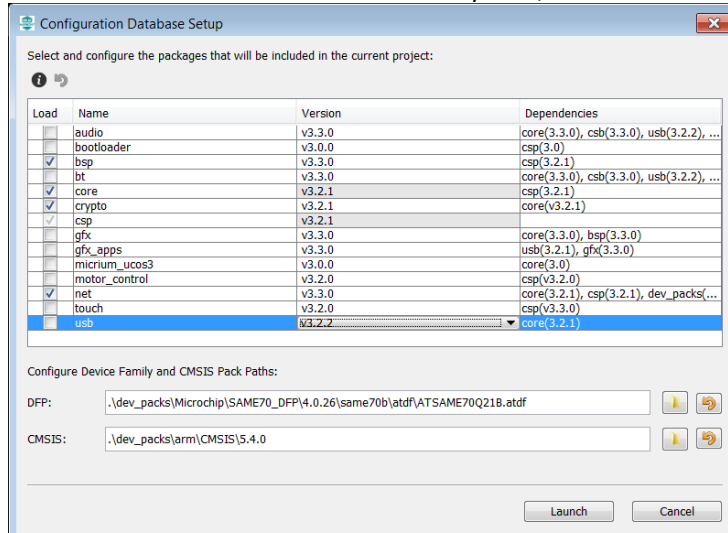 Configuration Database Setup
Select and configure the packages that will be included in the current project:
Load Name Version Dependencies
audio v3.3.0 core(3.3.0), csb(3.3.0), usb(3.2.2), ...
bootloader v3.0.0 csp(3.0)
bsp v3.3.0 csp(3.2.1)
bt v3.3.0 core(3.3.0), csb(3.3.0), usb(3.2.2), ...
core v3.2.1 csp(3.2.1)
crypto v3.2.1 core(v3.2.1)
csp v3.2.1
gfx v3.3.0 core(3.3.0), bsp(3.3.0)
gfx_apps v3.3.0 usb(3.2.1), gfx(3.3.0)
micrium_ucos3 v3.0.0 core(3.0)
motor_control v3.2.0 csp(v3.2.0)
net v3.3.0 core(3.2.1), csp(3.2.1), dev_packs(...
touch v3.2.0 csp(v3.3.0)
usb v3.2.2 core(3.2.1)
Configure Device Family and CMSIS Pack Paths:
DFP: .\dev_packs\Microchip\SAME70_DFP\4.0.26\same70b\atdf\ATSAME70Q21B.atdf
CMSIS: .\dev_packs\arm\CMSIS\5.4.0
Launch Cancel